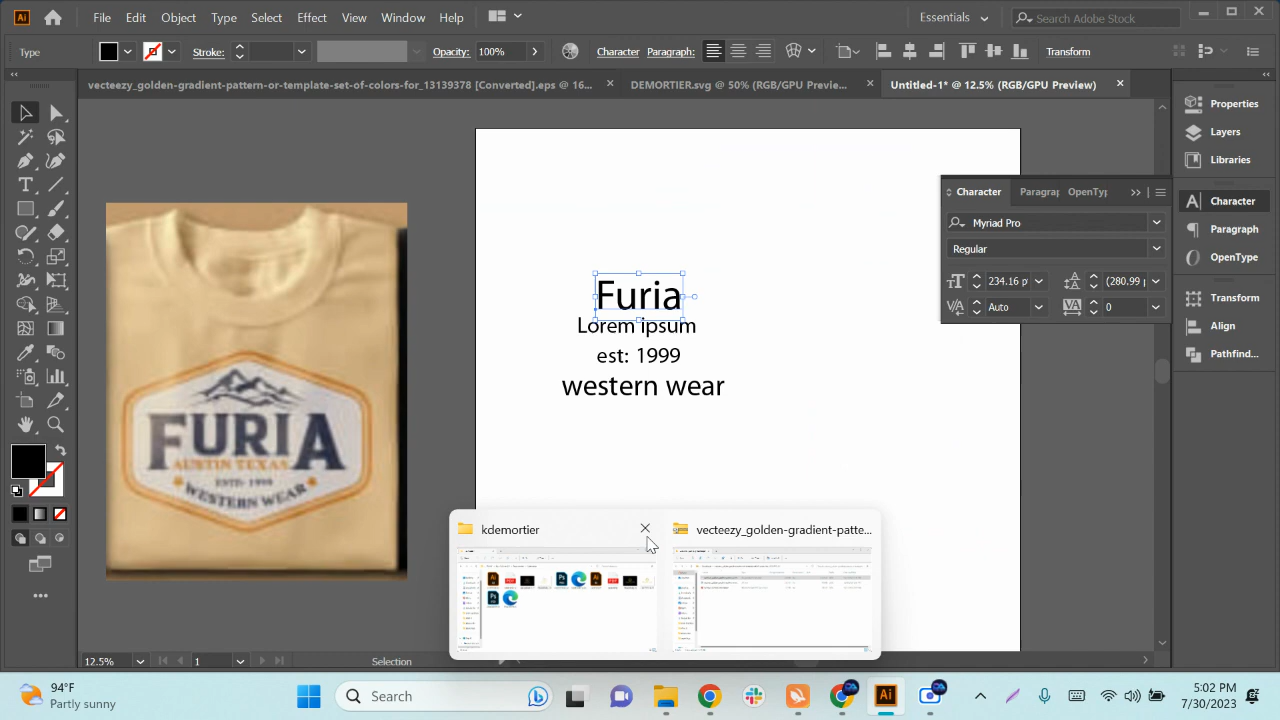 File Edit Object Type Select Effect View Window Help Essentials Search Adobe Stock
Type Stroke: Opacity: 100% Character Paragraph: Transform
vecteezy_golden-gradient-pattern-or-template-set-of-colors-for_13139378 [Converted].eps @ 16... DEMORTIER.svg @ 50% (RGB/GPU Previe... Untitled-1* @ 12.5% (RGB/GPU Preview)
Properties
Layers
Libraries
Character
Paragraph
OpenType
Transform
Align
Pathfind...
Character Paragra OpenTy
Myriad Pro
Regular
234.16 p
Auto 0
Furia
Lorem ipsum
est: 1999
western wear
FURIA
AUSTIN TEXAS
ESTD 1999
WESTERN WEAR
kdemortier vecteezy_golden-gradient-patte...
12.5% 1 Selection
94°F
Partly sunny
Search
5:02 PM
7/30/2023